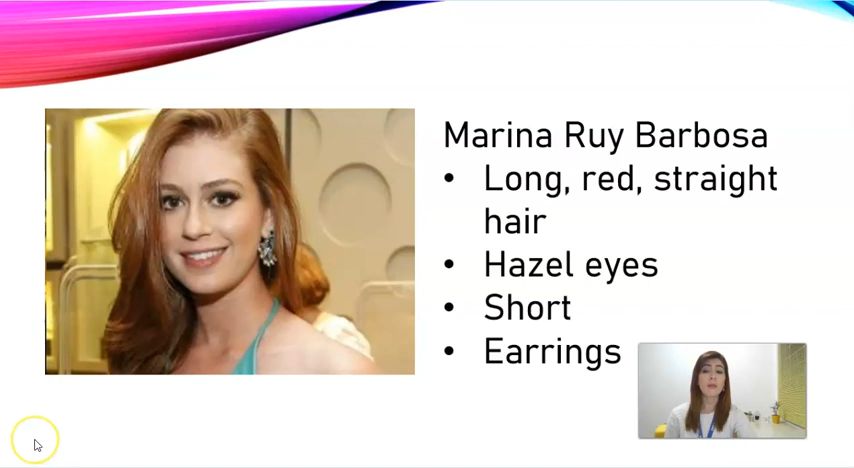 Marina Ruy Barbosa
• Long, red, straight
hair
• Hazel eyes
• Short
• Earrings